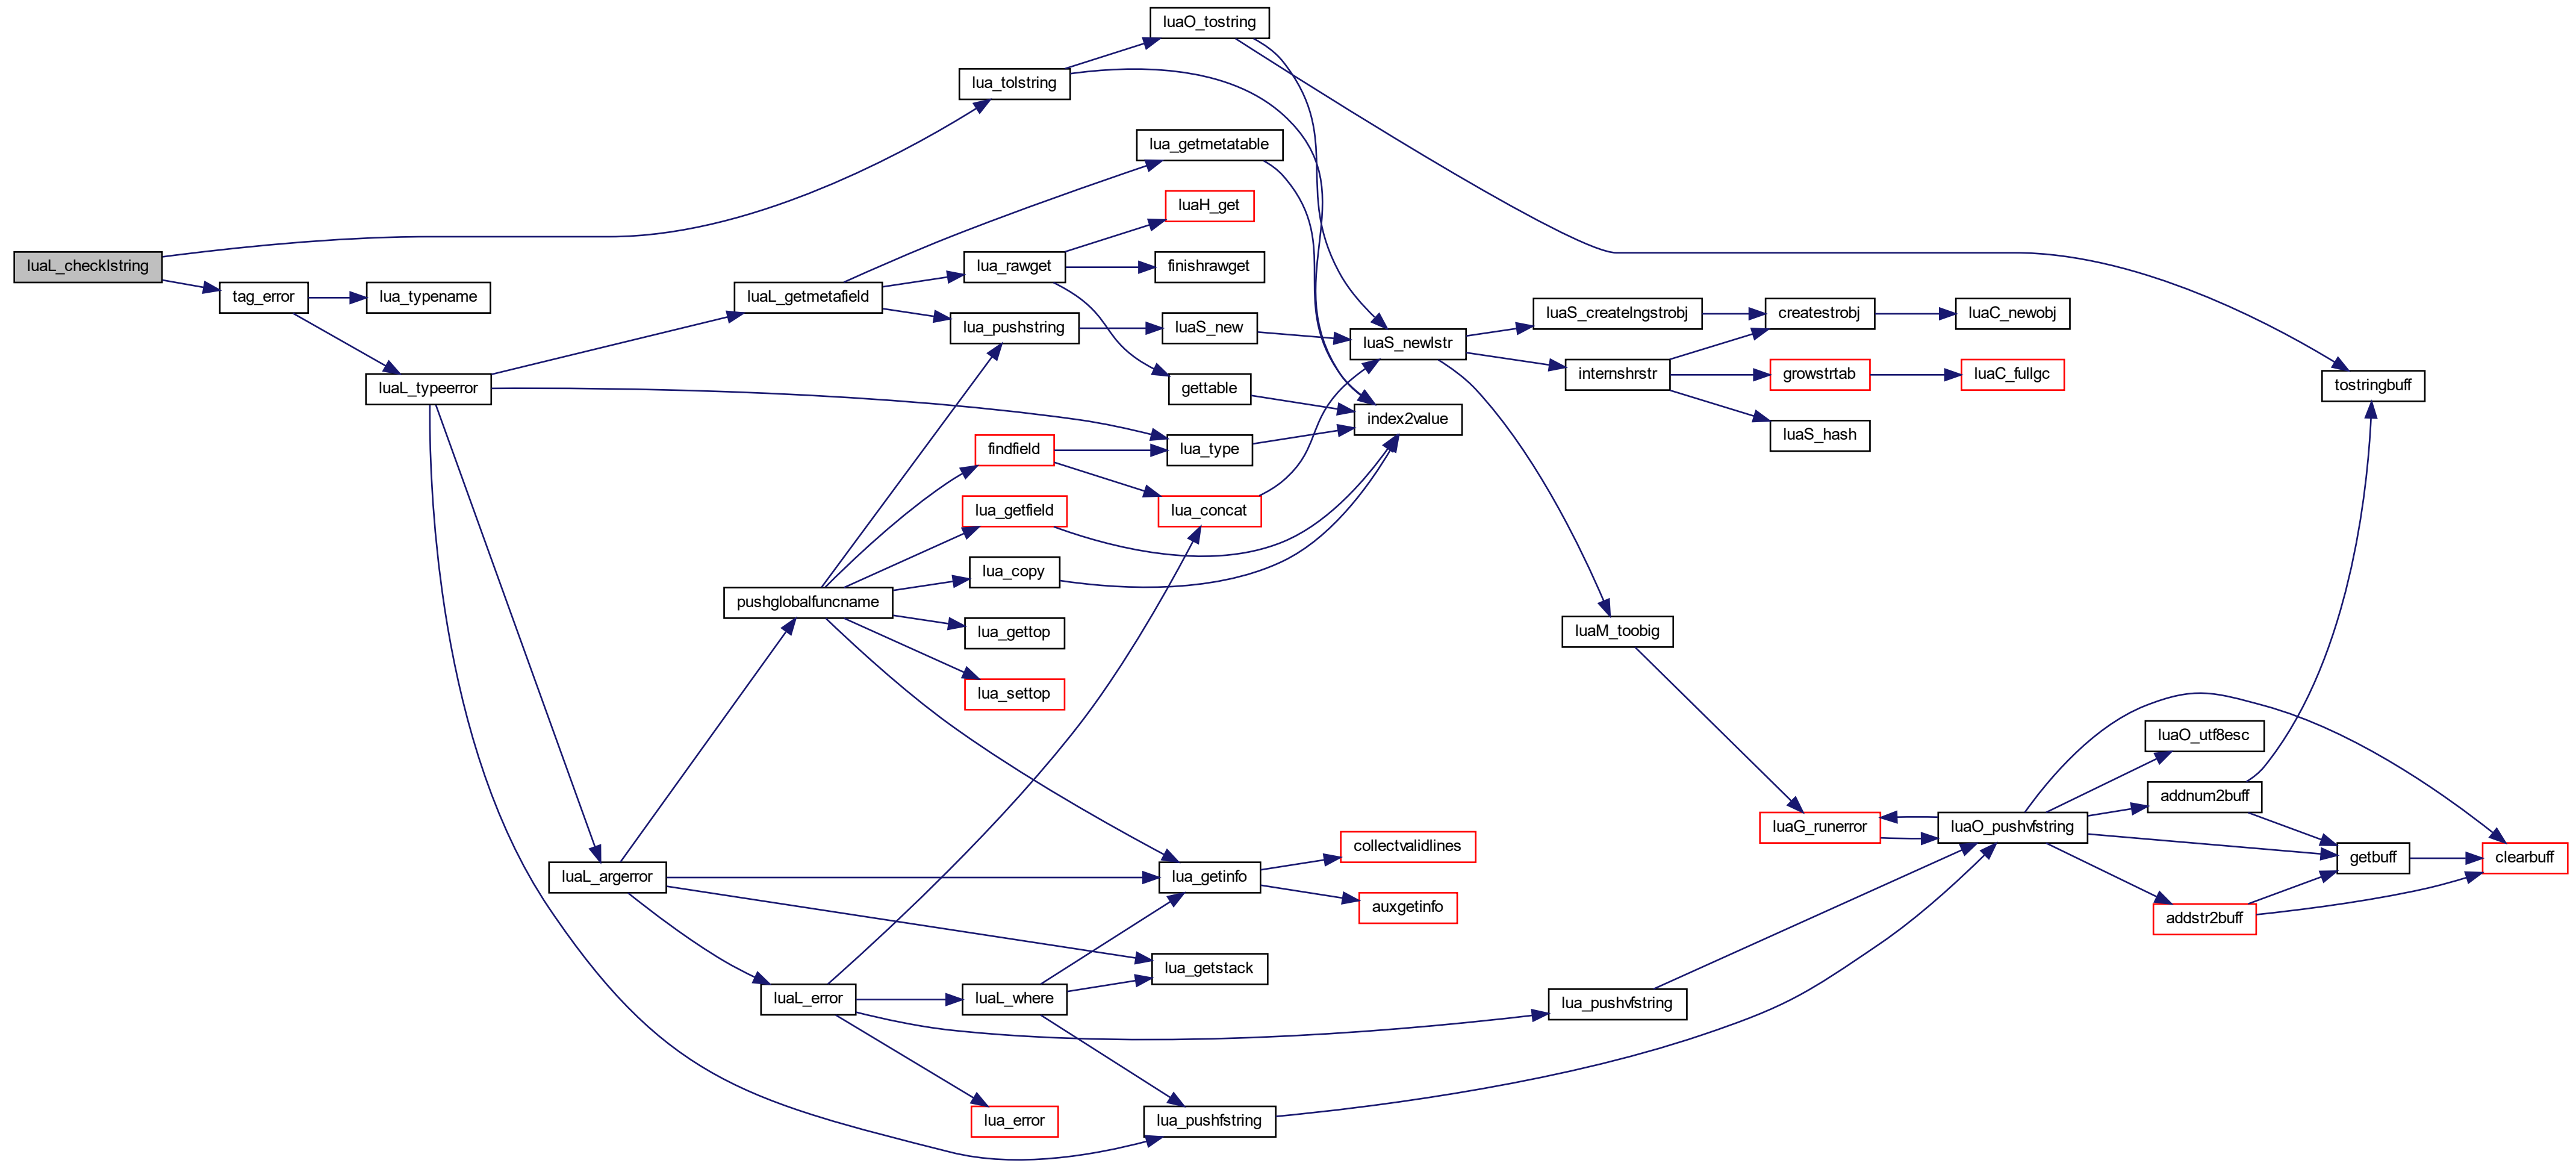 luaO_tostring
lua_tolstring
lua_getmetatable
luaH_get
luaL_checklstring
lua_rawget
finishrawget
tag_error
lua_typename
luaL_getmetafield
lua_pushstring
luaS_new
luaS_newlstr
luaS_createlngstrobj
createstrobj
luaC_newobj
internshrstr
growstrtab
luaC_fullgc
luaS_hash
tostringbuff
luaL_typeerror
gettable
index2value
findfield
lua_type
lua_getfield
lua_concat
lua_copy
pushglobalfuncname
lua_gettop
lua_settop
luaM_toobig
luaO_utf8esc
addnum2buff
luaG_runerror
luaO_pushvfstring
getbuff
clearbuff
addstr2buff
collectvalidlines
luaL_argerror
lua_getinfo
auxgetinfo
lua_getstack
luaL_error
luaL_where
lua_pushvfstring
lua_error
lua_pushfstring